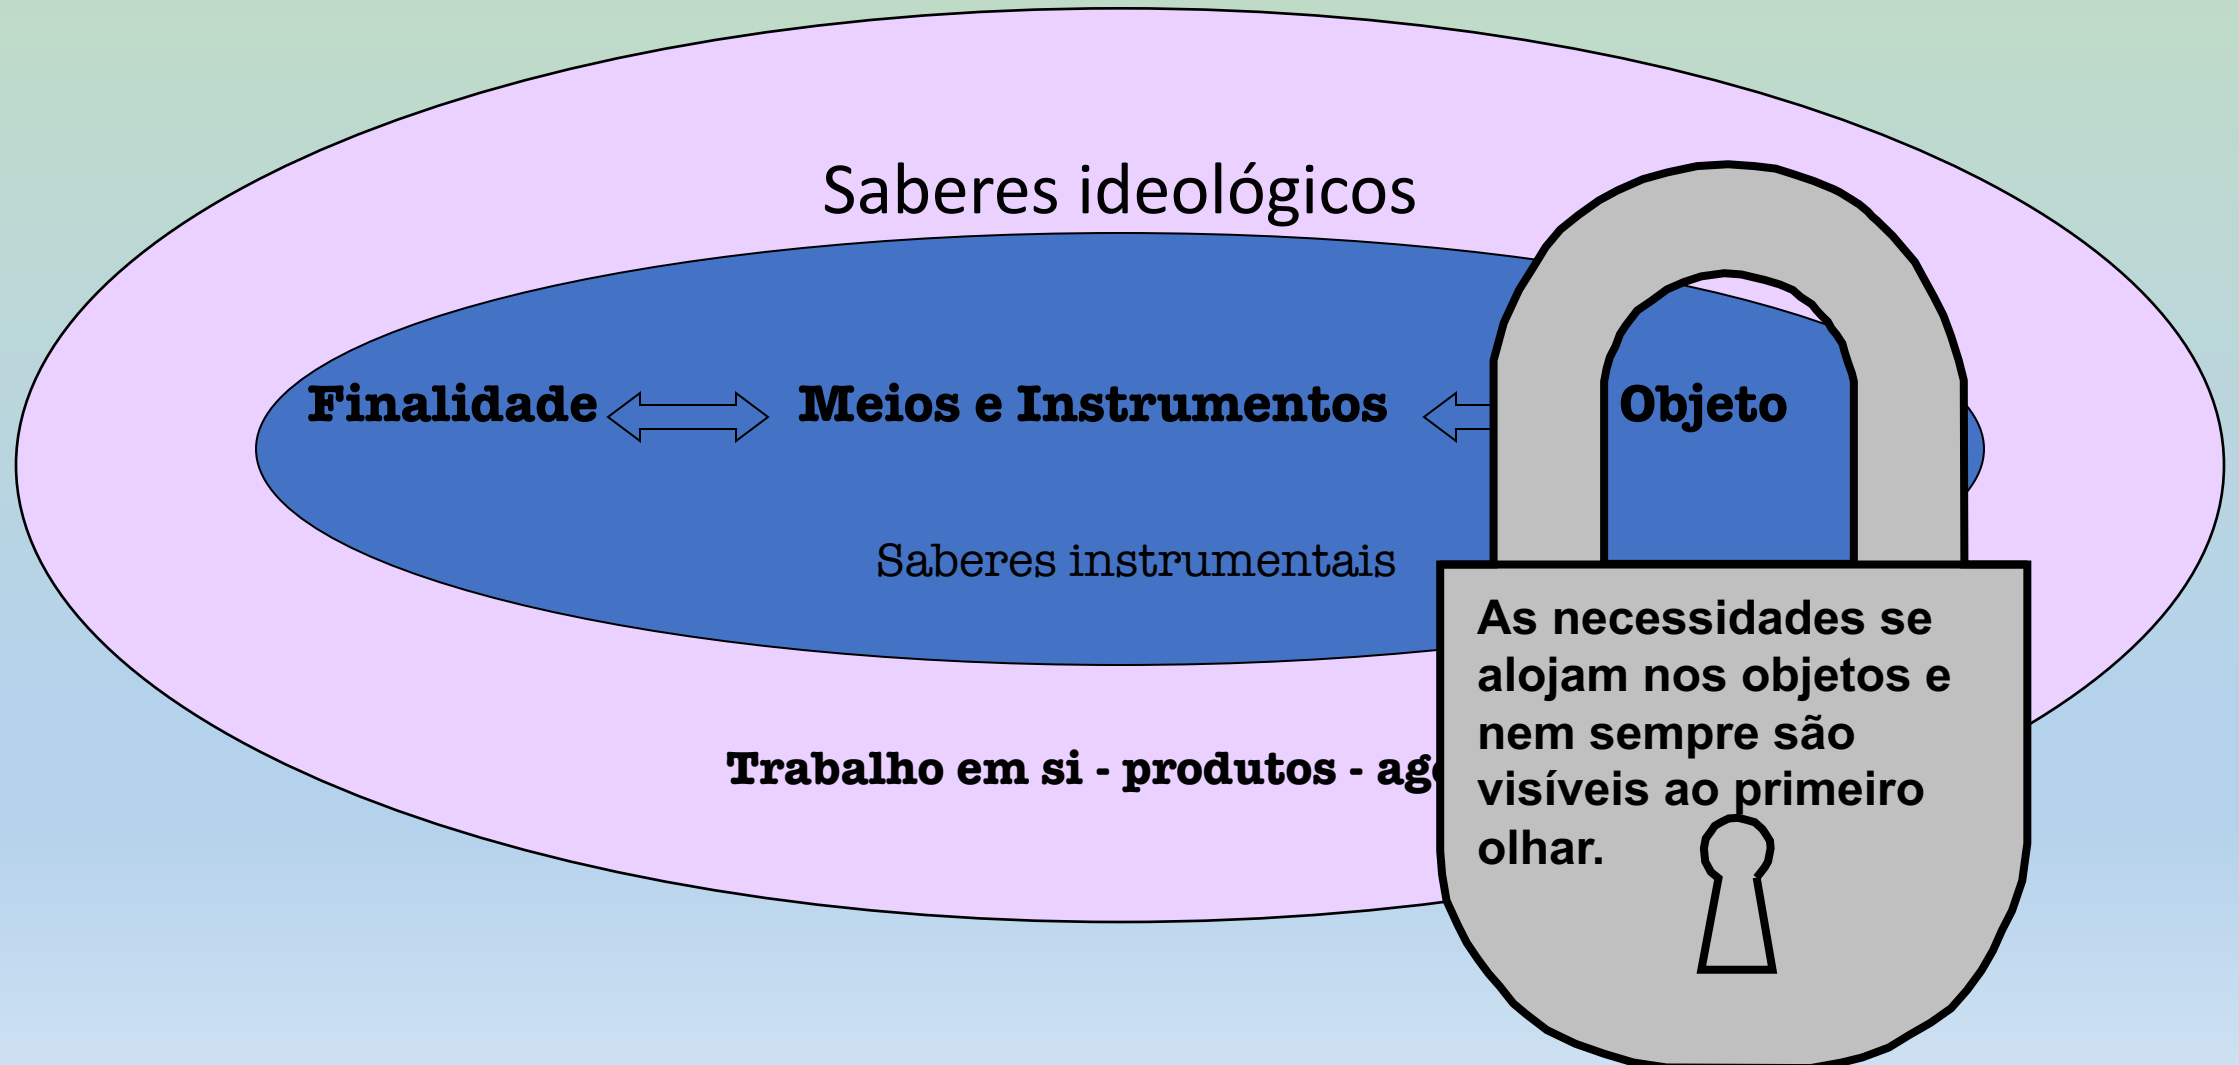 Saberes ideológicos
Finalidade Meios e Instrumentos Objeto
Saberes instrumentais
Trabalho em si - produtos -
As necessidades se
alojam nos objetos e
nem sempre são
visíveis ao primeiro
olhar.